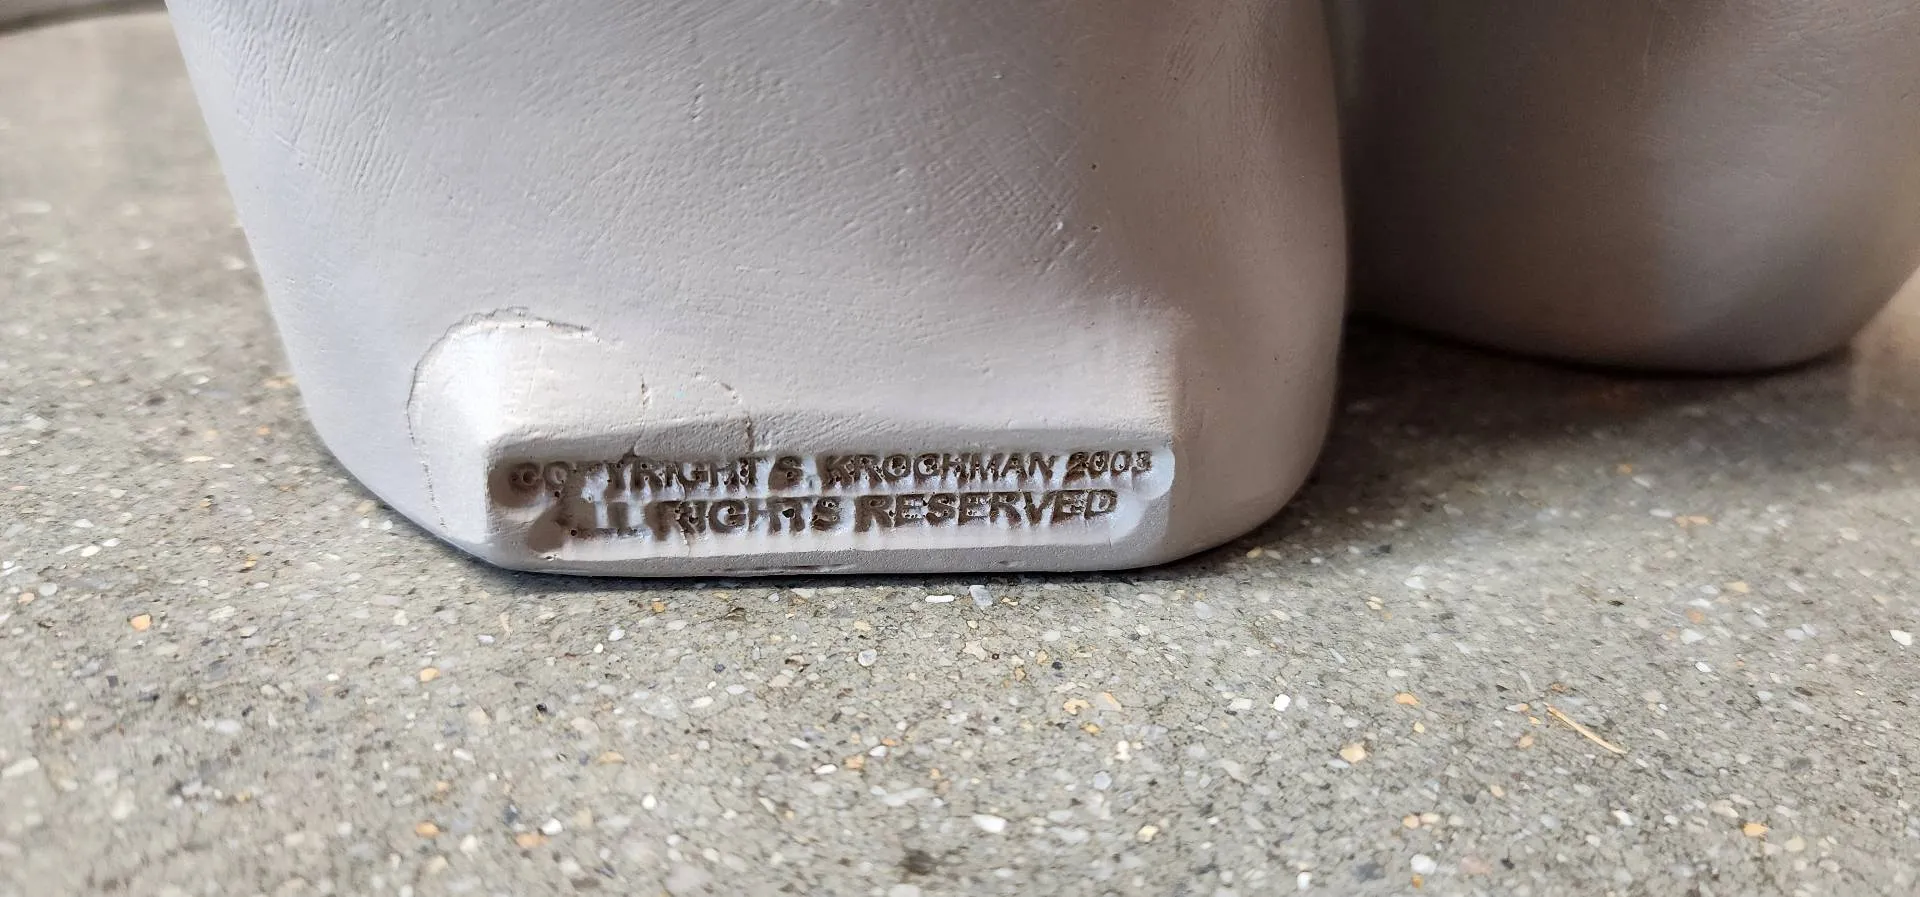 COPYRIGHT S. KROCHMAN 2003
ALL RIGHTS RESERVED